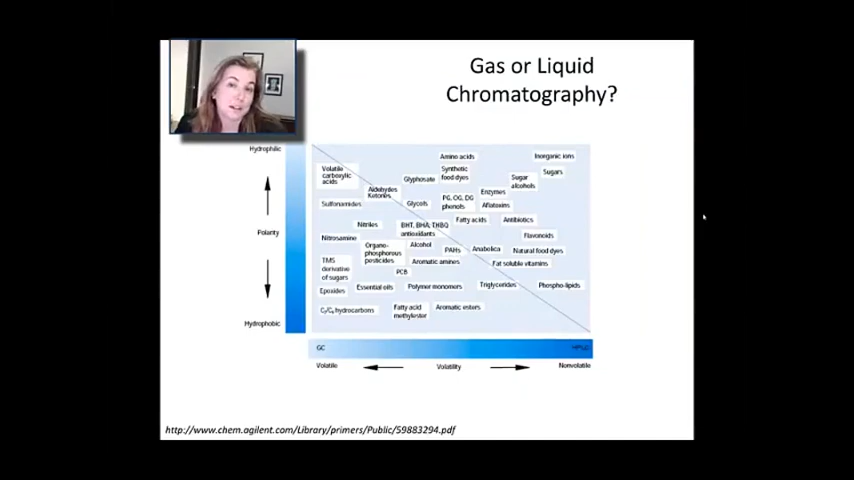 Gas or Liquid
Chromatography?
Hydrophilic
Polarity
Hydrophobic
Amino acids
Inorganic ions
Volatile
carboxylic
acids
Synthetic
food dyes
Sugars
Glyphosate
Sugar
alcohols
Aldehydes
Ketones
Enzymes
Sulfonamides
Glycols
PG, OG, DG
phenols
Aflatoxins
Fatty acids
Antibiotics
Nitriles
BHT, BHA, THBQ
antioxidants
Flavonoids
Nitrosamine
Organo-
phosphorous
pesticides
Alcohol
PAHs
Anabolica
Natural food dyes
TMS
derivative
of sugars
Aromatic amines
Fat soluble vitamins
PCB
Epoxides
Essential oils
Polymer monomers
Triglycerides
Phospho-lipids
hydrocarbons
Fatty acid
methylester
Aromatic esters
GC
HPLC
Volatile
Volatility
Nonvolatile
http://www.chem.agilent.com/Library/primers/Public/59883294.pdf